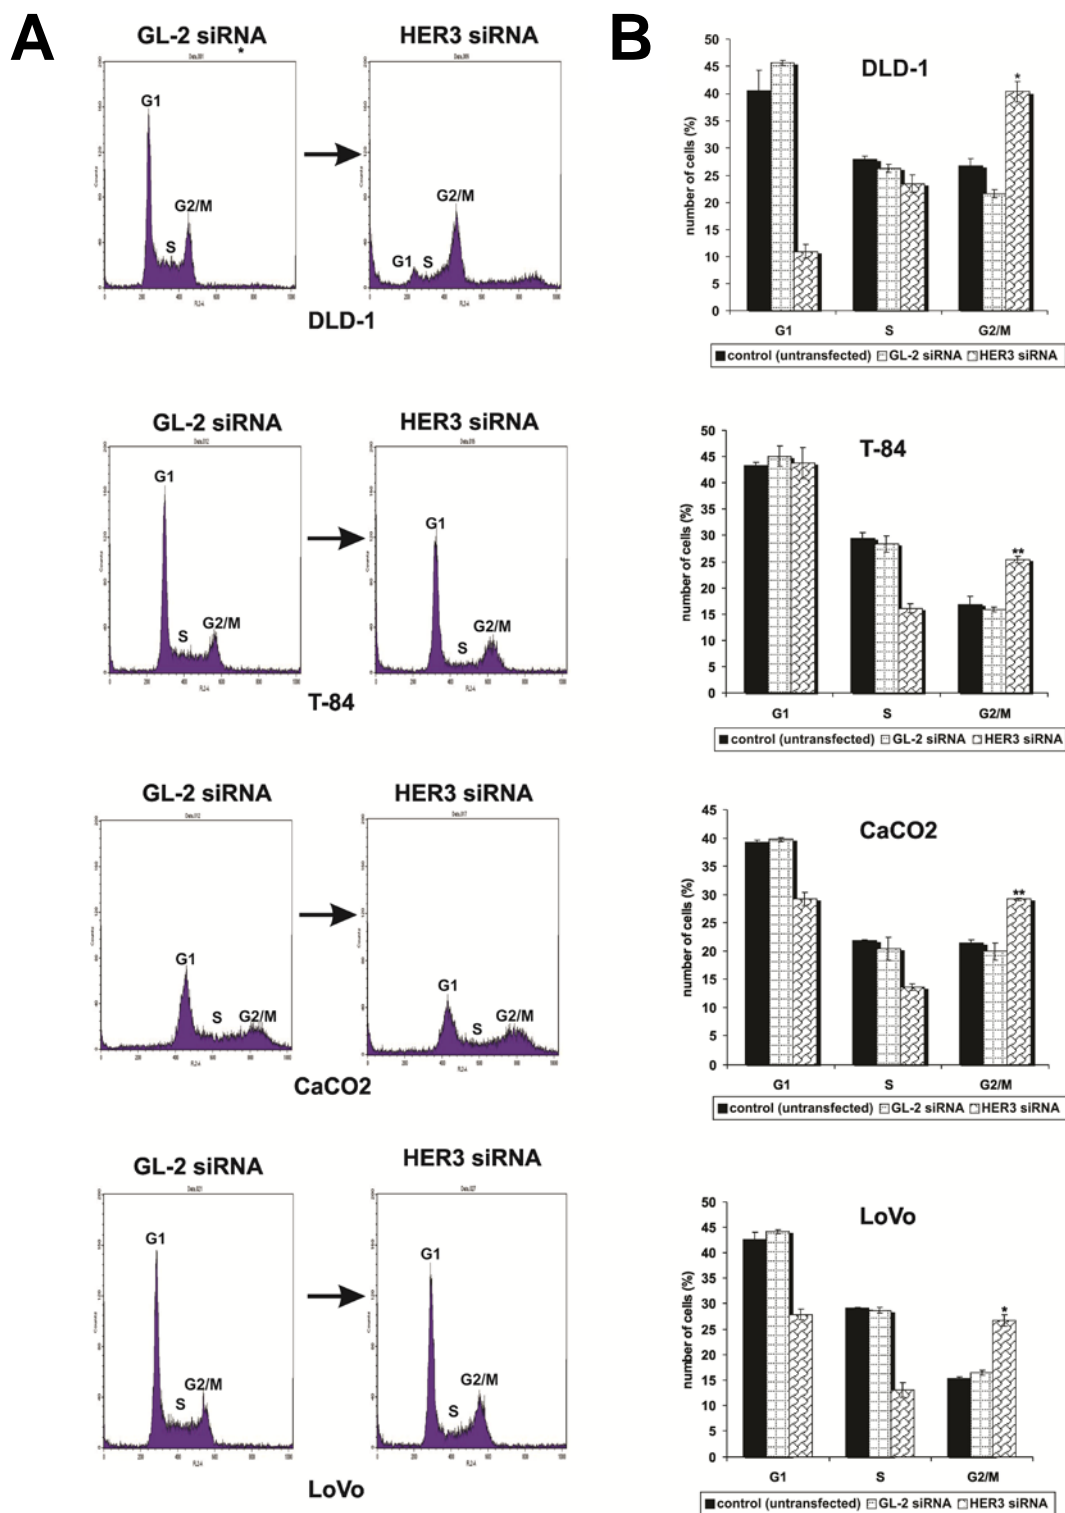 A
B
GL-2 siRNA
*
HER3 siRNA
G1
S
G2/M
G1
S
G2/M
DLD-1
GL-2 siRNA
HER3 siRNA
G1
S
G2/M
G1
S
G2/M
T-84
GL-2 siRNA
HER3 siRNA
G1
S
G2/M
G1
S
G2/M
CaCO2
GL-2 siRNA
HER3 siRNA
G1
S
G2/M
G1
S
G2/M
LoVo
DLD-1
number of cells (%)
50
45
40
35
30
25
20
15
10
5
0
*
G1 S G2/M
control (untransfected) GL-2 siRNA HER3 siRNA
T-84
number of cells (%)
50
45
40
35
30
25
20
15
10
5
0
**
G1 S G2/M
control (untransfected) GL-2 siRNA HER3 siRNA
CaCO2
number of cells (%)
45
40
35
30
25
20
15
10
5
0
**
G1 S G2/M
control (untransfected) GL-2 siRNA HER3 siRNA
LoVo
number of cells (%)
50
45
40
35
30
25
20
15
10
5
0
*
G1 S G2/M
control (untransfected) GL-2 siRNA HER3 siRNA